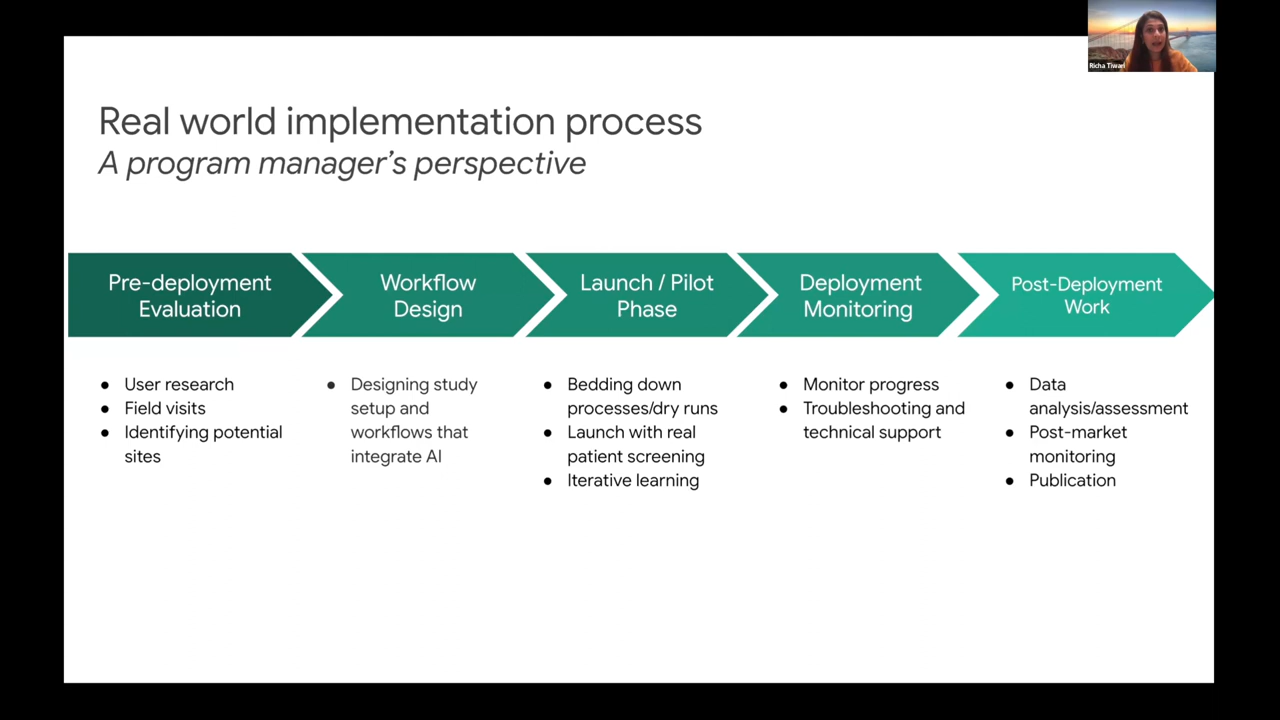 Richa Tiwari
Real world implementation process
A program manager's perspective
Pre-deployment
Evaluation
Workflow
Design
Launch / Pilot
Phase
Deployment
Monitoring
Post-Deployment
Work
● User research
● Field visits
● Identifying potential
sites
● Designing study
setup and
workflows that
integrate AI
● Bedding down
processes/dry runs
● Launch with real
patient screening
● Iterative learning
● Monitor progress
● Troubleshooting and
technical support
● Data
analysis/assessment
● Post-market
monitoring
● Publication